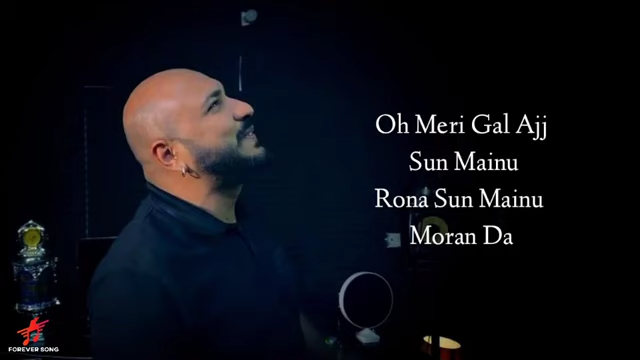 Oh Meri Gal Ajj
Sun Mainu
Rona Sun Mainu
Moran Da
FOREVER SONG